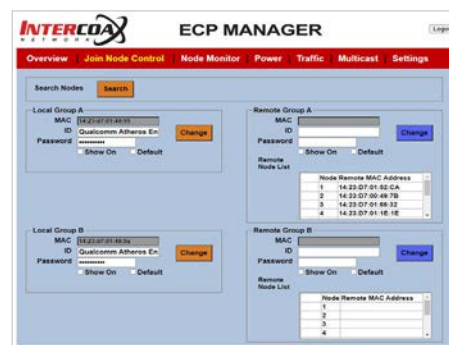 INTERCOAX
NETWORK
ECP MANAGER
Overview Join Node Control Node Monitor Power Traffic Multicast Settings
Search Nodes Search
Local Group A
MAC
ID Qualcomm Atheros En
Password ••••••••••
Show On Default
Change
Remote Group A
MAC
ID
Password
Show On Default
Change
Remote
Node List
Node Remote MAC Address
1 14:23:D7:01:52:CA
2 14:23:D7:00:49:7B
3 14:23:D7:01:66:32
4 14:23:D7:01:1E:1E
Local Group B
MAC
ID Qualcomm Atheros En
Password ••••••••••
Show On Default
Change
Remote Group B
MAC
ID
Password
Show On Default
Change
Remote
Node List
Node Remote MAC Address
1
2
3
4